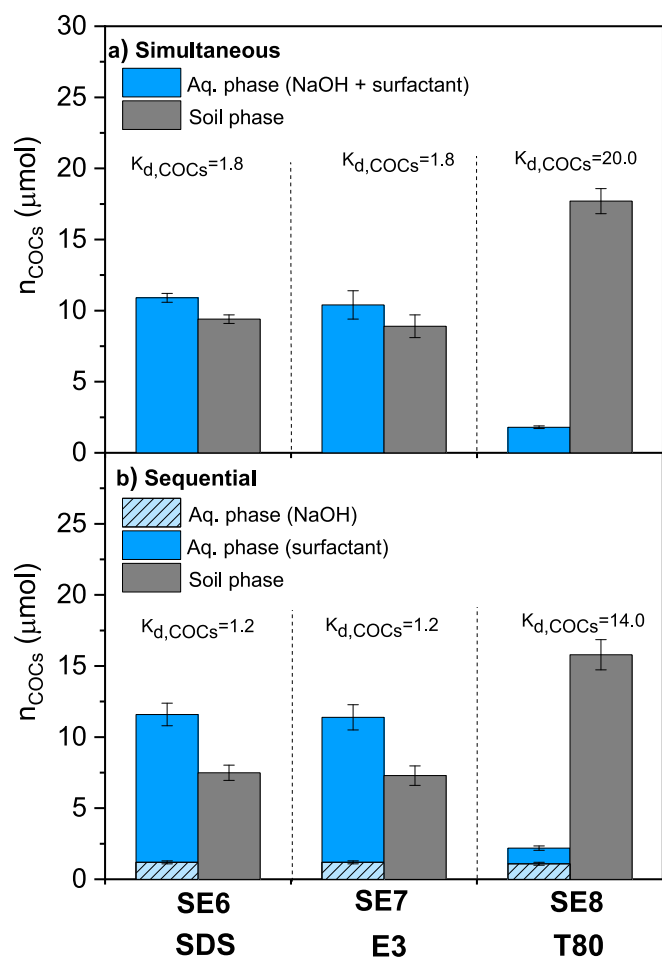 a) Simultaneous
Aq. phase (NaOH + surfactant)
Soil phase
K_d,COCs=1.8
K_d,COCs=1.8
K_d,COCs=20.0
n_COCs (μmol)
30
25
20
15
10
5
0
b) Sequential
Aq. phase (NaOH)
Aq. phase (surfactant)
Soil phase
K_d,COCs=1.2
K_d,COCs=1.2
K_d,COCs=14.0
n_COCs (μmol)
25
20
15
10
5
0
SE6 SE7 SE8
SDS E3 T80